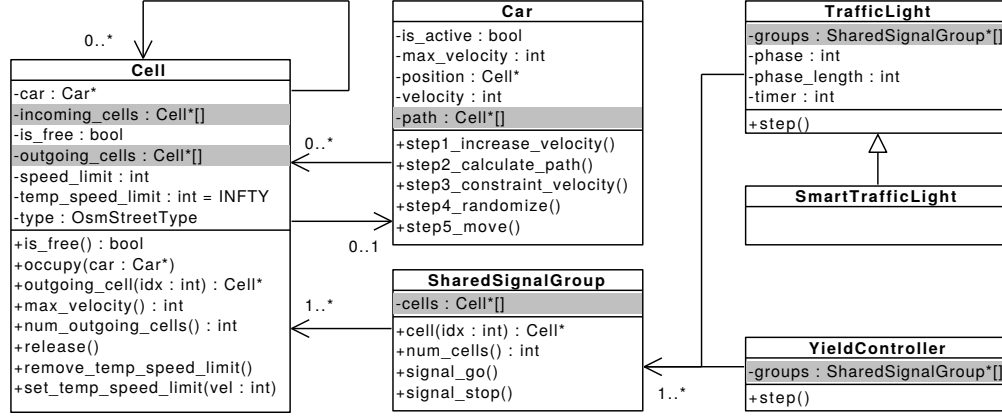 0..*
Cell
-car : Car*
-incoming_cells : Cell*[]
-is_free : bool
-outgoing_cells : Cell*[]
-speed_limit : int
-temp_speed_limit : int = INFTY
-type : OsmStreetType
+is_free() : bool
+occupy(car : Car*)
+outgoing_cell(idx : int) : Cell*
+max_velocity() : int
+num_outgoing_cells() : int
+release()
+remove_temp_speed_limit()
+set_temp_speed_limit(vel : int)
0..*
0..1
1..*
Car
-is_active : bool
-max_velocity : int
-position : Cell*
-velocity : int
-path : Cell*[]
+step1_increase_velocity()
+step2_calculate_path()
+step3_constraint_velocity()
+step4_randomize()
+step5_move()
SharedSignalGroup
-cells : Cell*[]
+cell(idx : int) : Cell*
+num_cells() : int
+signal_go()
+signal_stop()
1..*
TrafficLight
-groups : SharedSignalGroup*[]
-phase : int
-phase_length : int
-timer : int
+step()
SmartTrafficLight
YieldController
-groups : SharedSignalGroup*[]
+step()